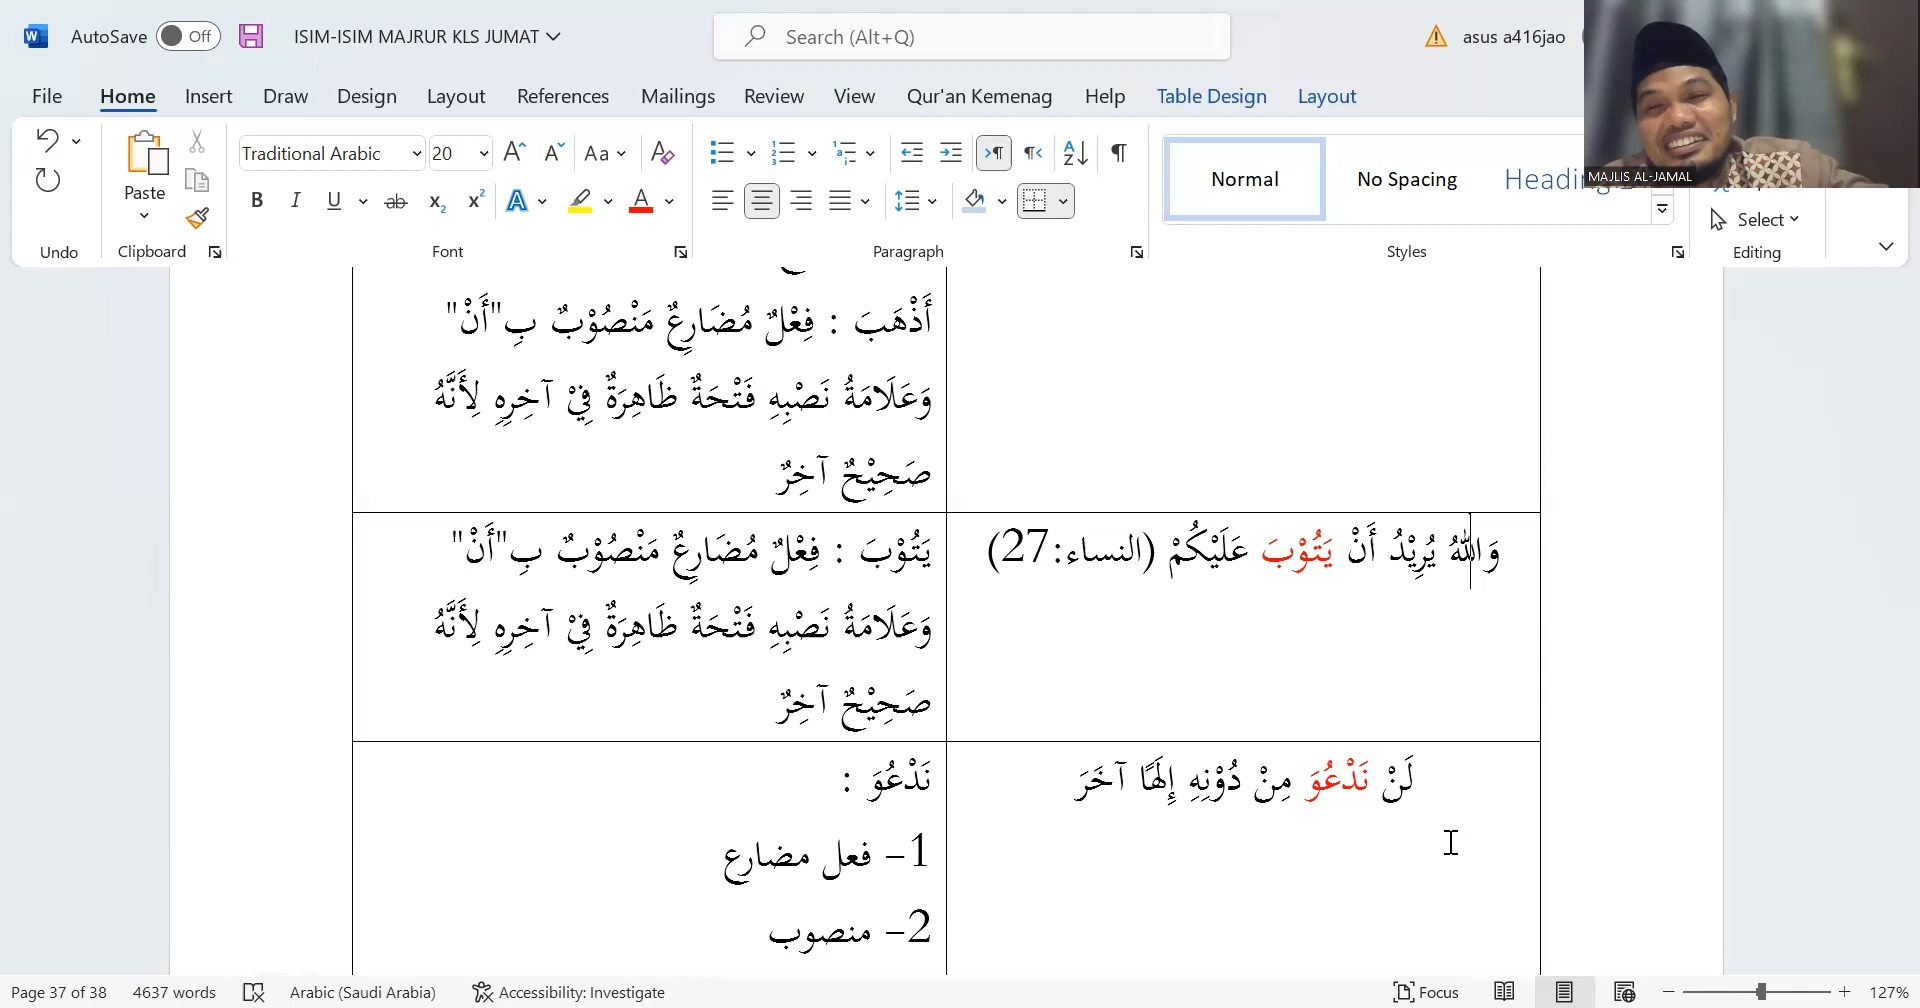 AutoSave Off ISIM-ISIM MAJRUR KLS JUMAT Search (Alt+Q) asus a416jao
File Home Insert Draw Design Layout References Mailings Review View Qur'an Kemenag Help Table Design Layout
MAJLIS AL-JAMAL
Traditional Arabic 20 Aa
Paste
B I U ab x₂ x² A A
Normal No Spacing Heading
Select
Undo Clipboard Font Paragraph Styles Editing
أَذْهَبَ : فِعْلٌ مُضَارِعٌ مَنْصُوْبٌ بِ"أَنْ"
وَعَلَامَةُ نَصْبِهِ فَتْحَةٌ ظَاهِرَةٌ فِيْ آخِرِهِ لِأَنَّهُ
صَحِيْحٌ آخِرٌ
وَاللهُ يُرِيْدُ أَنْ يَتُوْبَ عَلَيْكُمْ (النساء:27)
يَتُوْبَ : فِعْلٌ مُضَارِعٌ مَنْصُوْبٌ بِ"أَنْ"
وَعَلَامَةُ نَصْبِهِ فَتْحَةٌ ظَاهِرَةٌ فِيْ آخِرِهِ لِأَنَّهُ
صَحِيْحٌ آخِرٌ
لَنْ نَدْعُوَ مِنْ دُوْنِهِ إِلَهًا آخَرَ
نَدْعُوَ :
1- فعل مضارع
2- منصوب
Page 37 of 38 4637 words Arabic (Saudi Arabia) Accessibility: Investigate Focus 127%